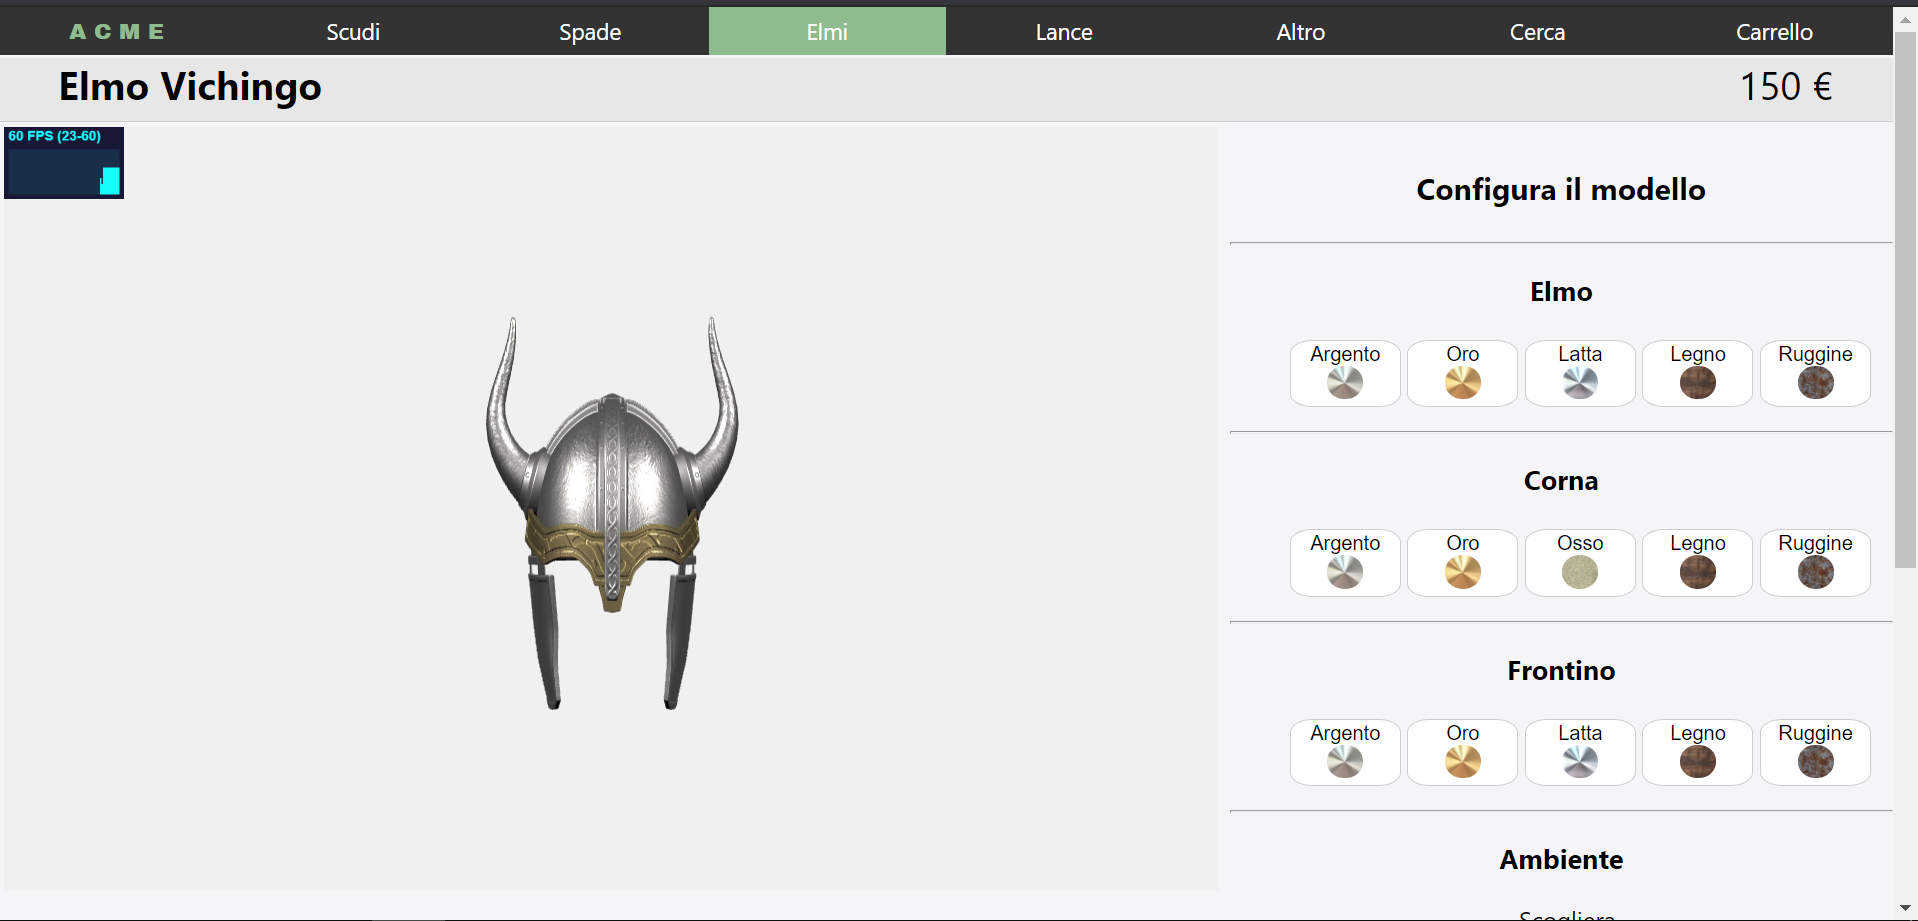 ACME Scudi Spade Elmi Lance Altro Cerca Carrello
Elmo Vichingo 150 €
60 FPS (23-60)
Configura il modello
Elmo
Argento Oro Latta Legno Ruggine
Corna
Argento Oro Osso Legno Ruggine
Frontino
Argento Oro Latta Legno Ruggine
Ambiente
Scogliera